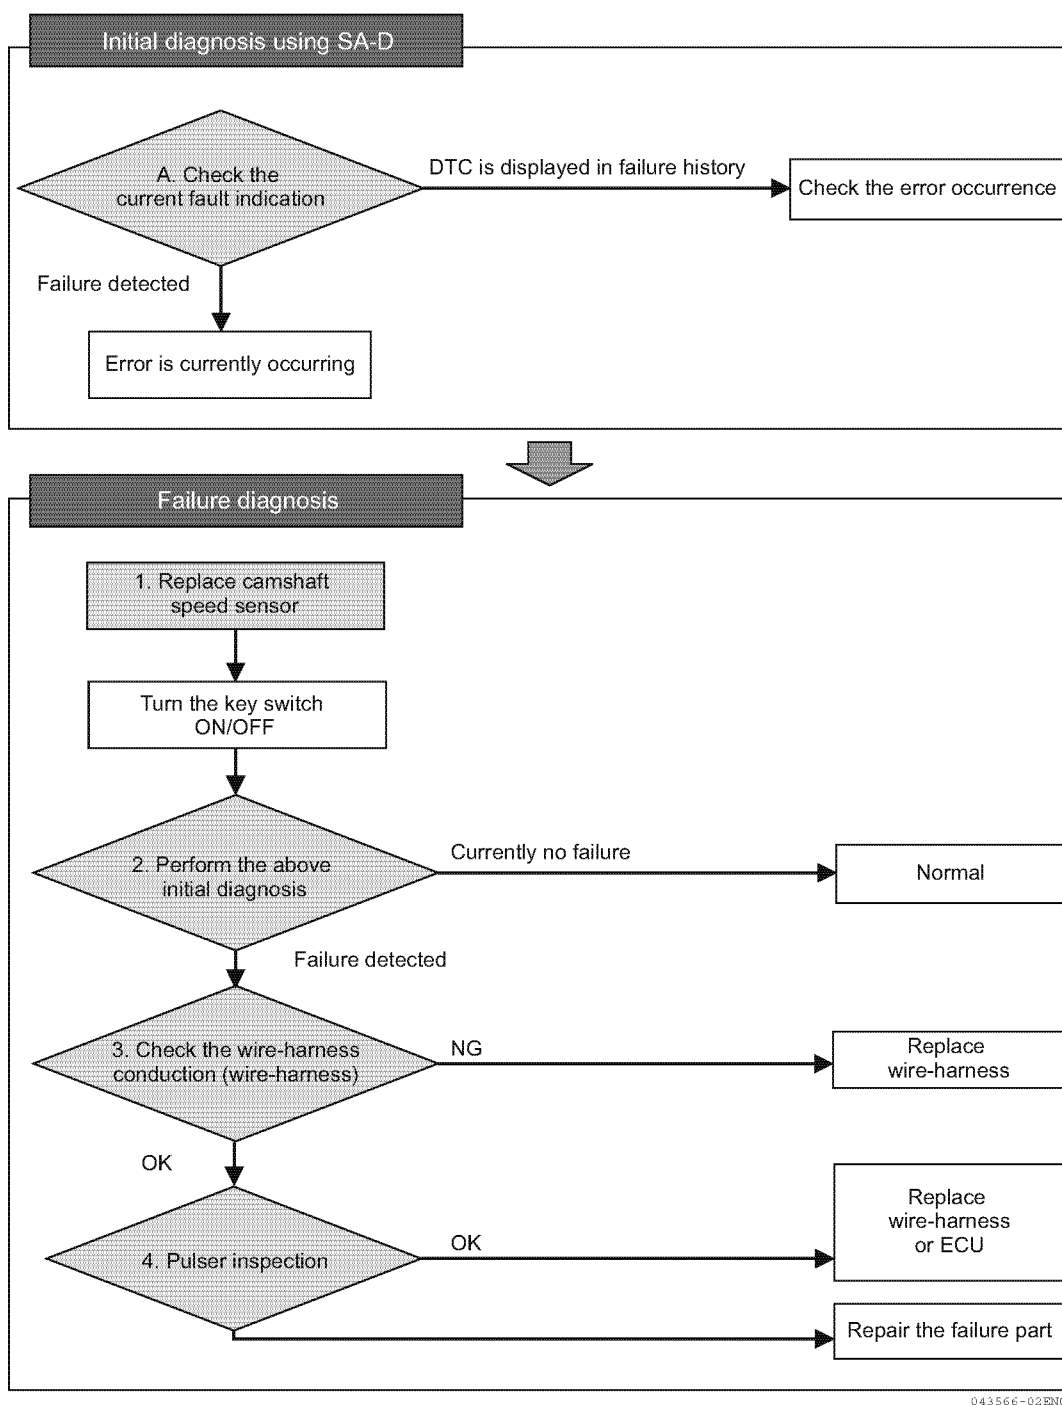 Initial diagnosis using SA-D
A. Check the
current fault indication
DTC is displayed in failure history
Check the error occurrence
Failure detected
Error is currently occurring
Failure diagnosis
1. Replace camshaft
speed sensor
Turn the key switch
ON/OFF
2. Perform the above
initial diagnosis
Currently no failure
Normal
Failure detected
3. Check the wire-harness
conduction (wire-harness)
NG
Replace
wire-harness
OK
4. Pulser inspection
OK
Replace
wire-harness
or ECU
Repair the failure part
043566-02EN